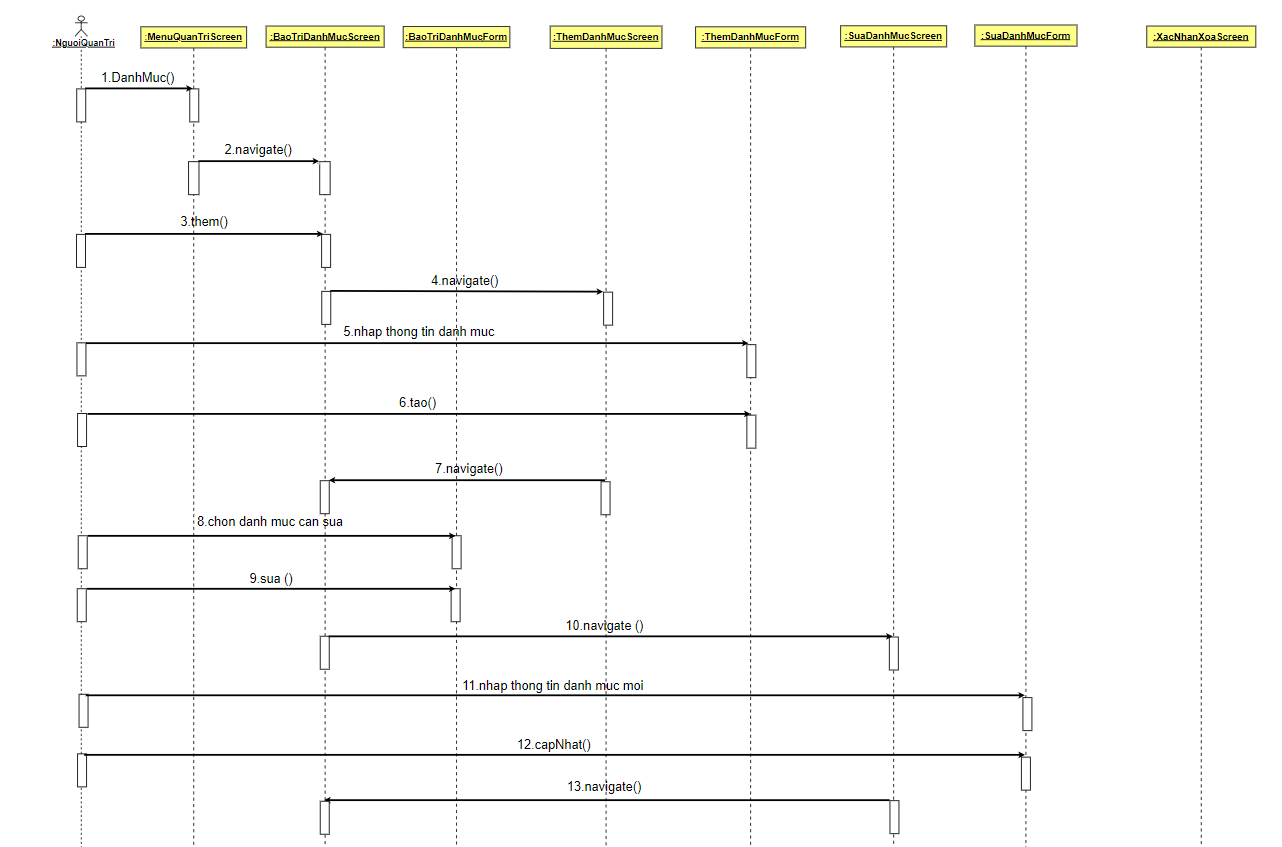 :NguoiQuanTri
:MenuQuanTriScreen
:BaoTriDanhMucScreen
:BaoTriDanhMucForm
:ThemDanhMucScreen
:ThemDanhMucForm
:SuaDanhMucScreen
:SuaDanhMucForm
:XacNhanXoaScreen
1.DanhMuc()
2.navigate()
3.them()
4.navigate()
5.nhap thong tin danh muc
6.tao()
7.navigate()
8.chon danh muc can sua
9.sua ()
10.navigate ()
11.nhap thong tin danh muc moi
12.capNhat()
13.navigate()